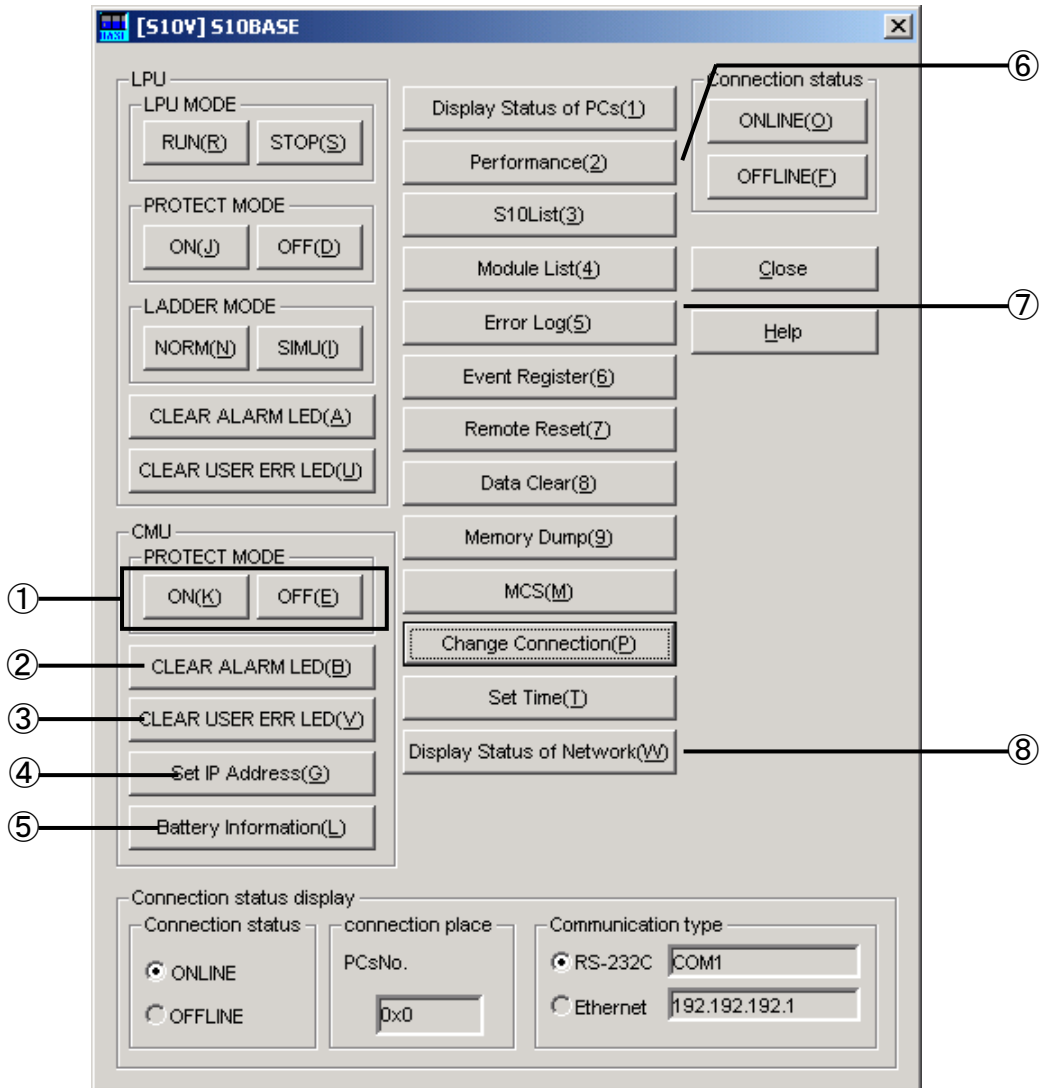 [S10V] S10BASE
LPU
LPU MODE
RUN(R) STOP(S)
PROTECT MODE
ON(J) OFF(D)
LADDER MODE
NORM(N) SIMU(I)
CLEAR ALARM LED(A)
CLEAR USER ERR LED(U)
CMU
PROTECT MODE
① ON(K) OFF(E)
② CLEAR ALARM LED(B)
③ CLEAR USER ERR LED(V)
④ Set IP Address(G)
⑤ Battery Information(L)
Display Status of PCs(1)
Performance(2) ⑥
S10List(3)
Module List(4)
Error Log(5) ⑦
Event Register(6)
Remote Reset(7)
Data Clear(8)
Memory Dump(9)
MCS(M)
Change Connection(P)
Set Time(T)
Display Status of Network(W) ⑧
Connection status
ONLINE(O)
OFFLINE(F)
Close
Help
Connection status display
Connection status
ONLINE
OFFLINE
connection place
PCsNo.
0x0
Communication type
RS-232C COM1
Ethernet 192.192.192.1